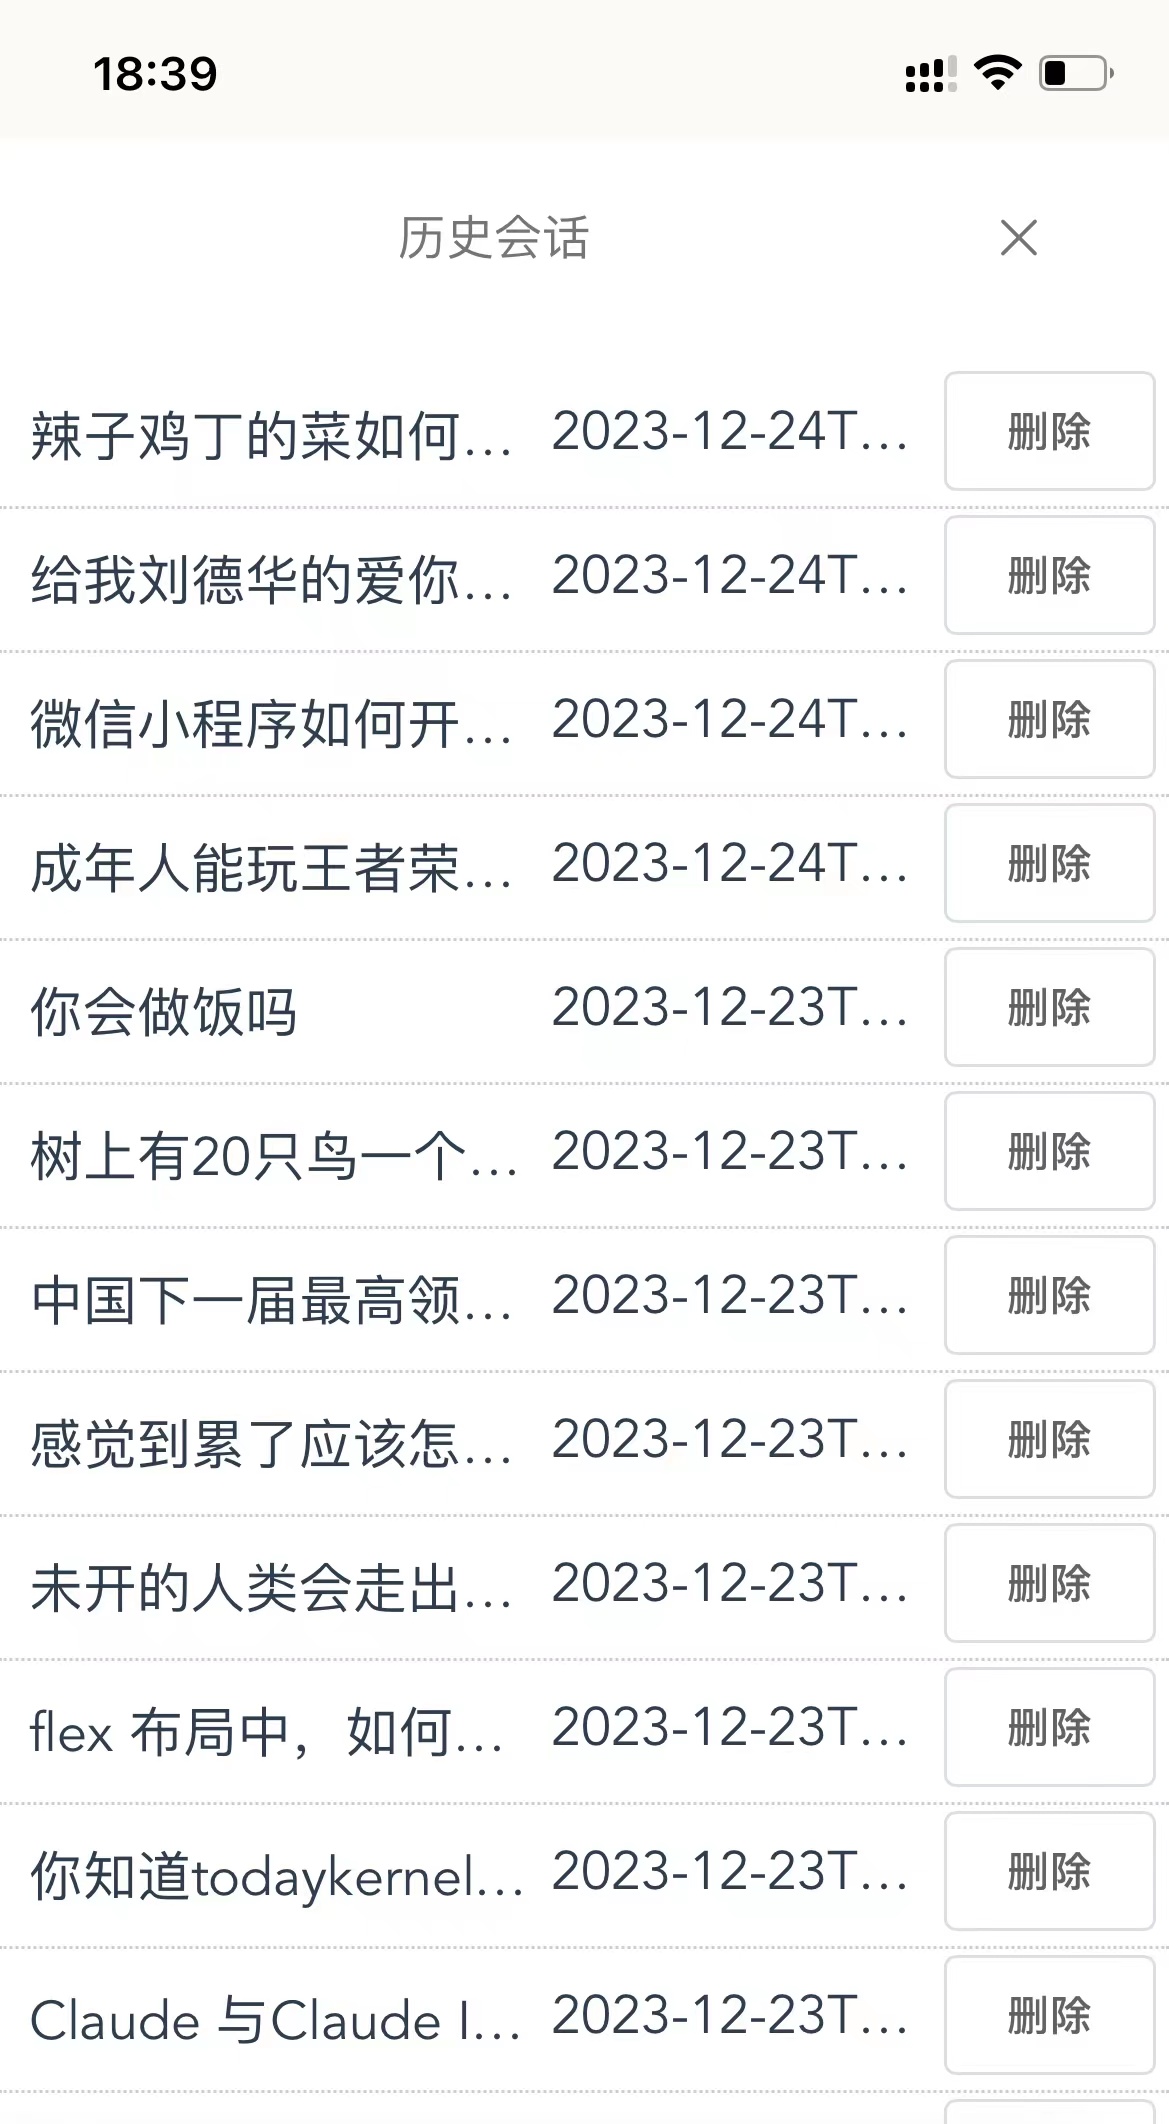 18:39
历史会话
辣子鸡丁的菜如何... 2023-12-24T... 删除
给我刘德华的爱你... 2023-12-24T... 删除
微信小程序如何开... 2023-12-24T... 删除
成年人能玩王者荣... 2023-12-24T... 删除
你会做饭吗 2023-12-23T... 删除
树上有20只鸟一个... 2023-12-23T... 删除
中国下一届最高领... 2023-12-23T... 删除
感觉到累了应该怎... 2023-12-23T... 删除
未开的人类会走出... 2023-12-23T... 删除
flex 布局中，如何... 2023-12-23T... 删除
你知道todaykernel... 2023-12-23T... 删除
Claude 与Claude I... 2023-12-23T... 删除